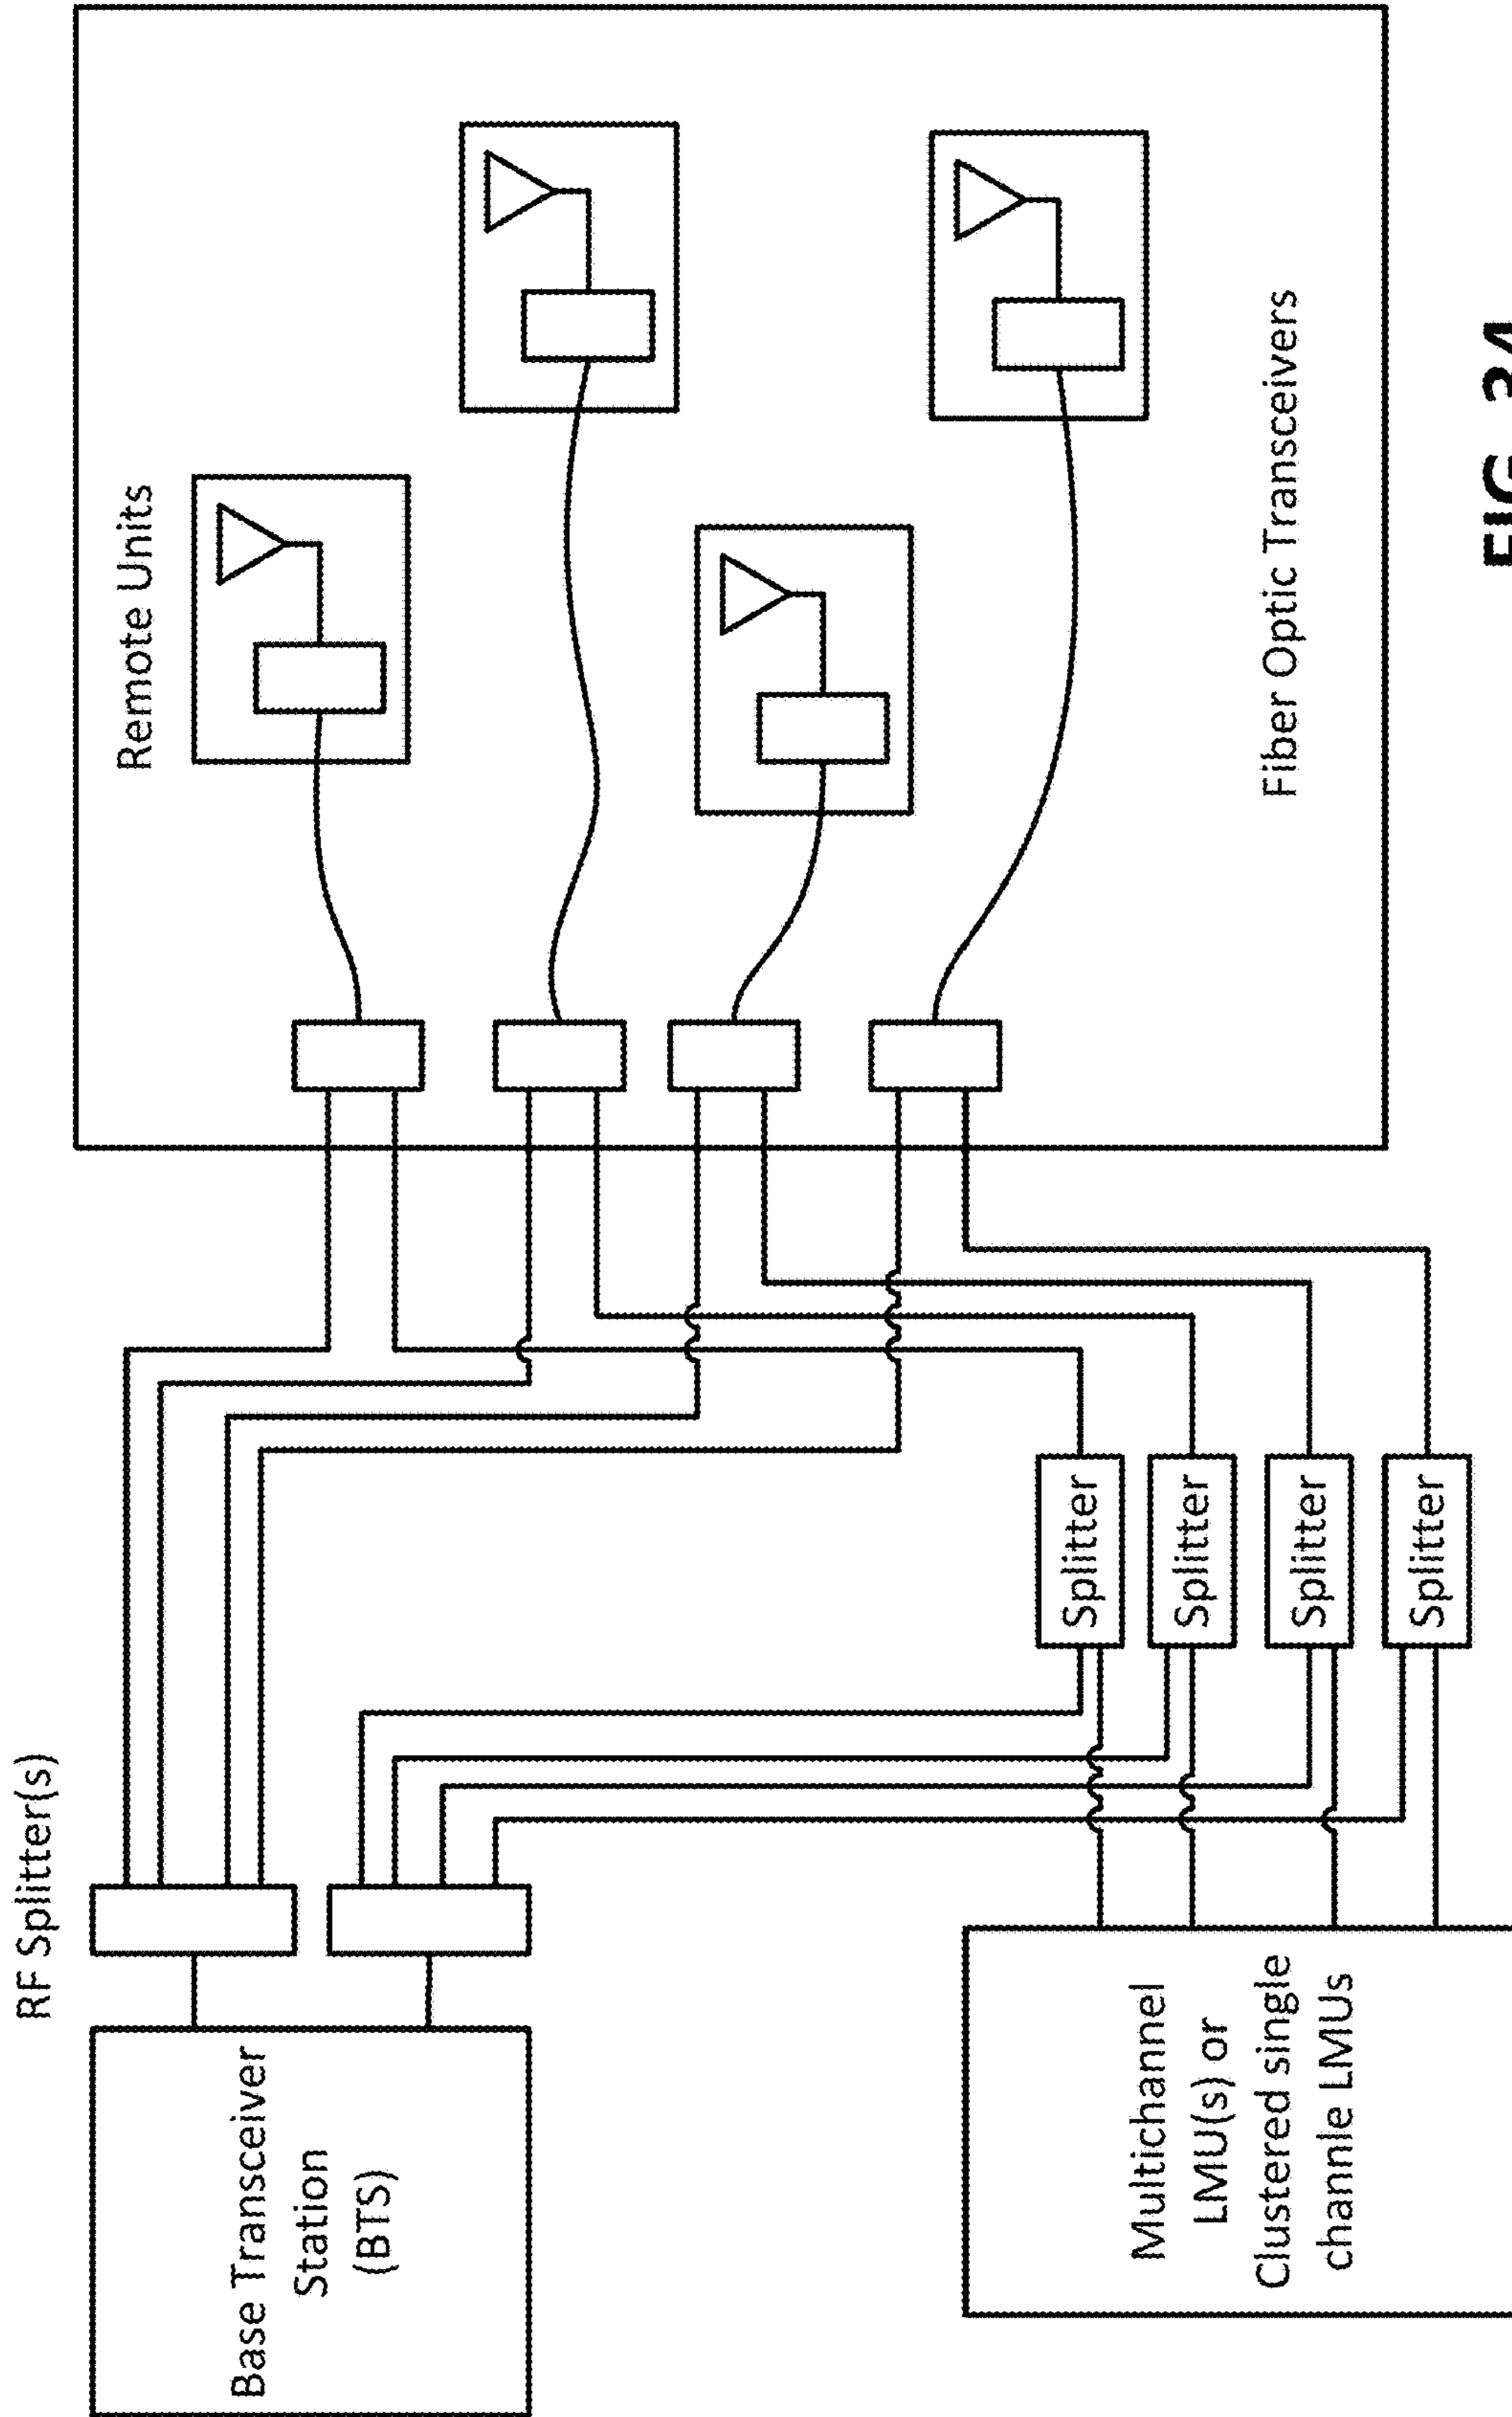 RF Splitter(s)
Base Transceiver
Station
(BTS)
Remote Units
Multichannel
LMU(s) or
Clustered single
channle LMUs
Splitter
Splitter
Splitter
Splitter
Fiber Optic Transceivers
FIG